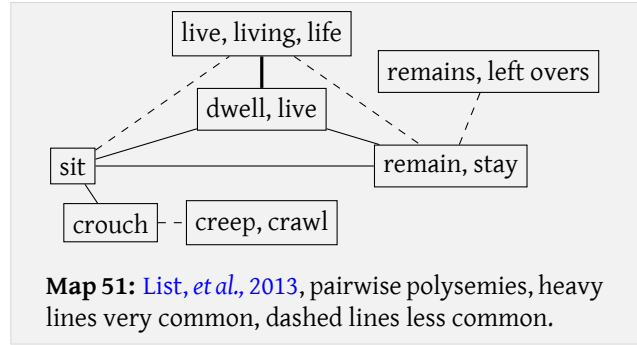 live, living, life
remains, left overs
dwell, live
sit
remain, stay
crouch
creep, crawl
Map 51: List, et al., 2013, pairwise polysemies, heavy
lines very common, dashed lines less common.